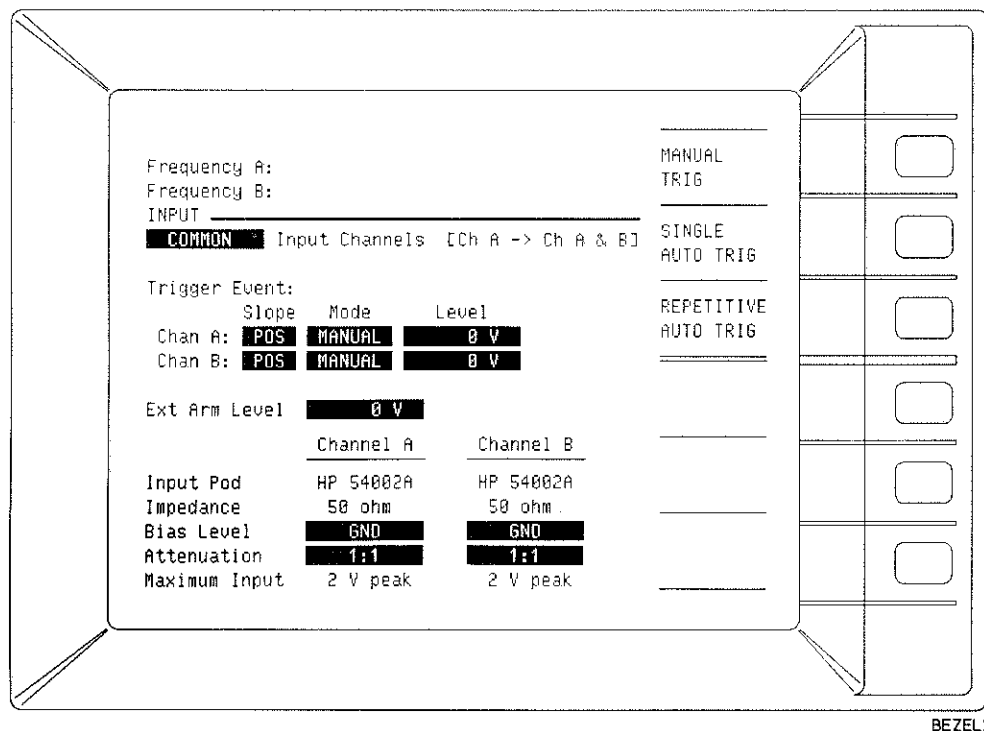 Frequency A:
Frequency B:
INPUT
COMMON Input Channels [Ch A -> Ch A & B]
Trigger Event:
Slope Mode Level
Chan A: POS MANUAL 0 V
Chan B: POS MANUAL 0 V
Ext Arm Level 0 V
Channel A Channel B
Input Pod HP 54002A HP 54002A
Impedance 50 ohm 50 ohm
Bias Level GND GND
Attenuation 1:1 1:1
Maximum Input 2 V peak 2 V peak
MANUAL
TRIG
SINGLE
AUTO TRIG
REPETITIVE
AUTO TRIG